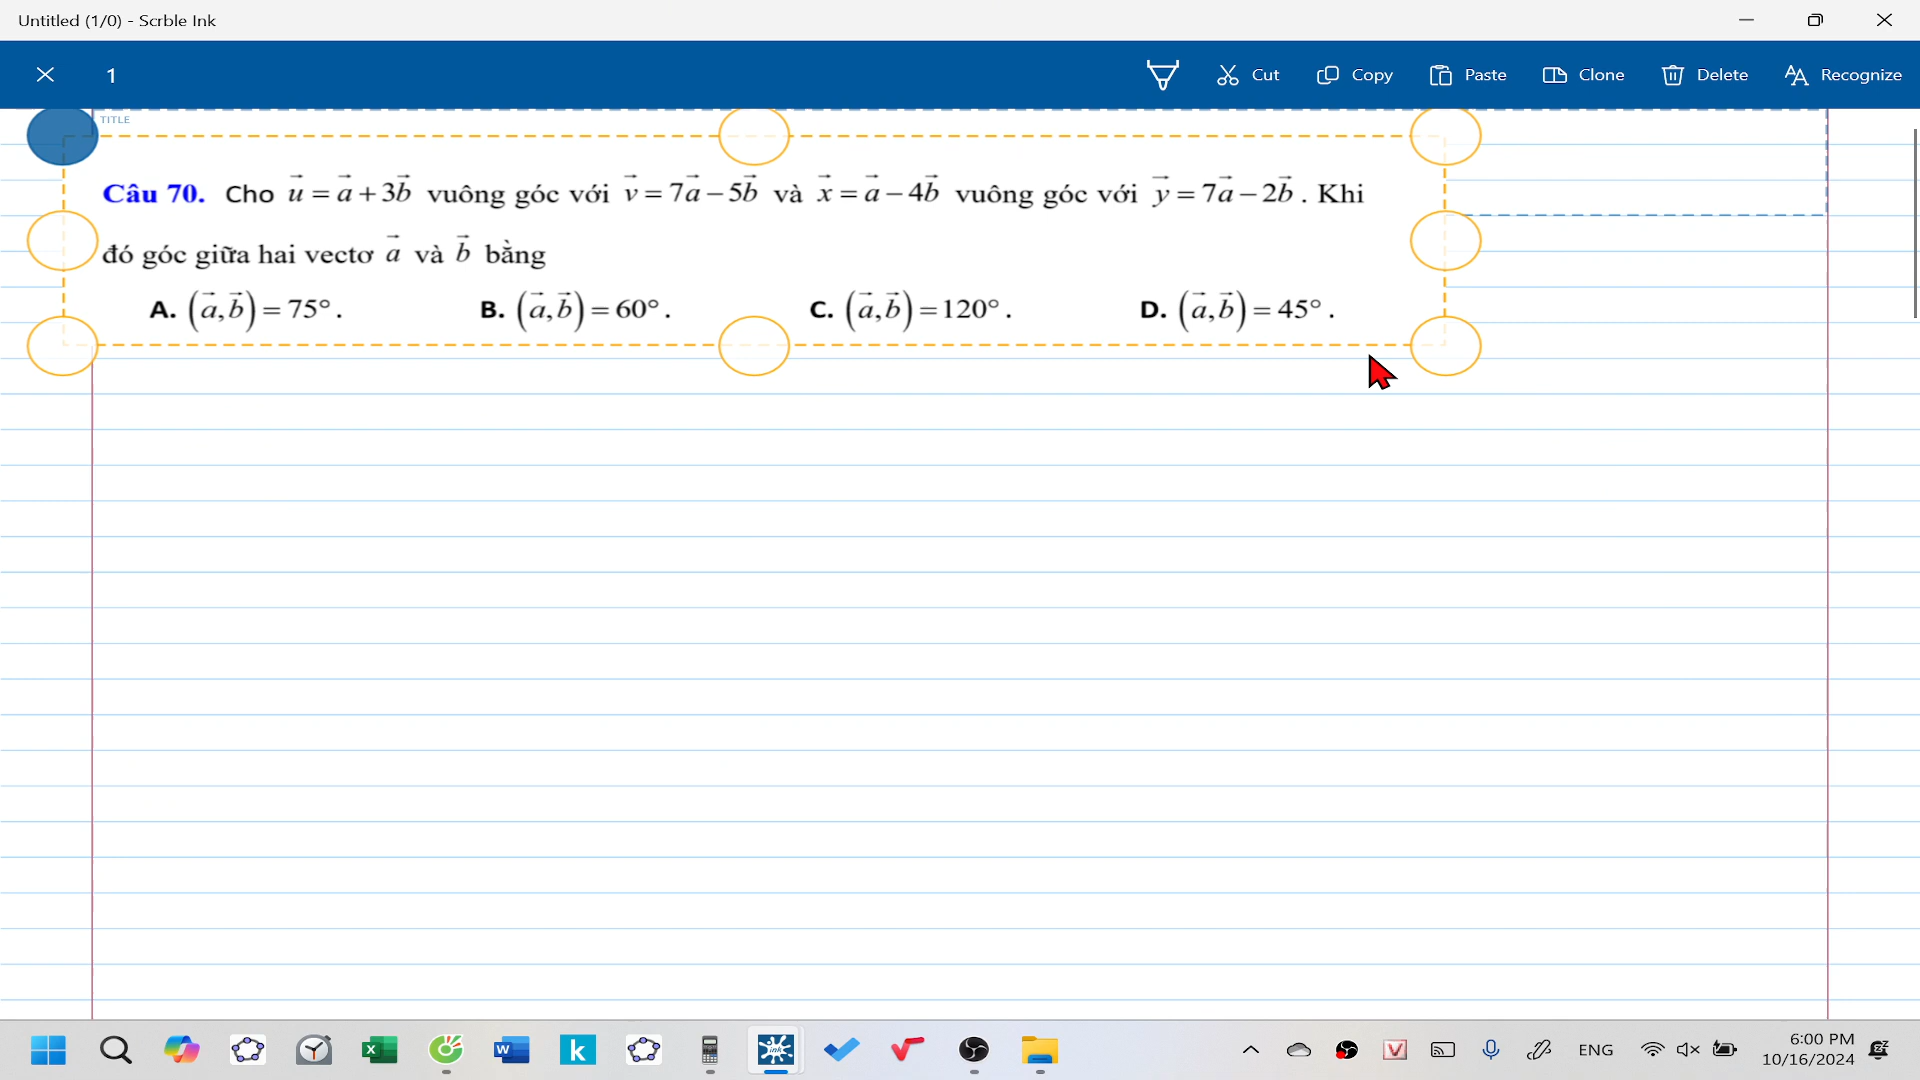 Untitled (1/0) - Scrble Ink
1
Cut Copy Paste Clone Delete Recognize
TITLE
Câu 70. Cho u⃗ = a⃗ + 3b⃗ vuông góc với v⃗ = 7a⃗ − 5b⃗ và x⃗ = a⃗ − 4b⃗ vuông góc với y⃗ = 7a⃗ − 2b⃗ . Khi
đó góc giữa hai vectơ a⃗ và b⃗ bằng
A. (a⃗,b⃗) = 75° . B. (a⃗,b⃗) = 60° . C. (a⃗,b⃗) = 120° . D. (a⃗,b⃗) = 45° .
ENG
6:00 PM
10/16/2024